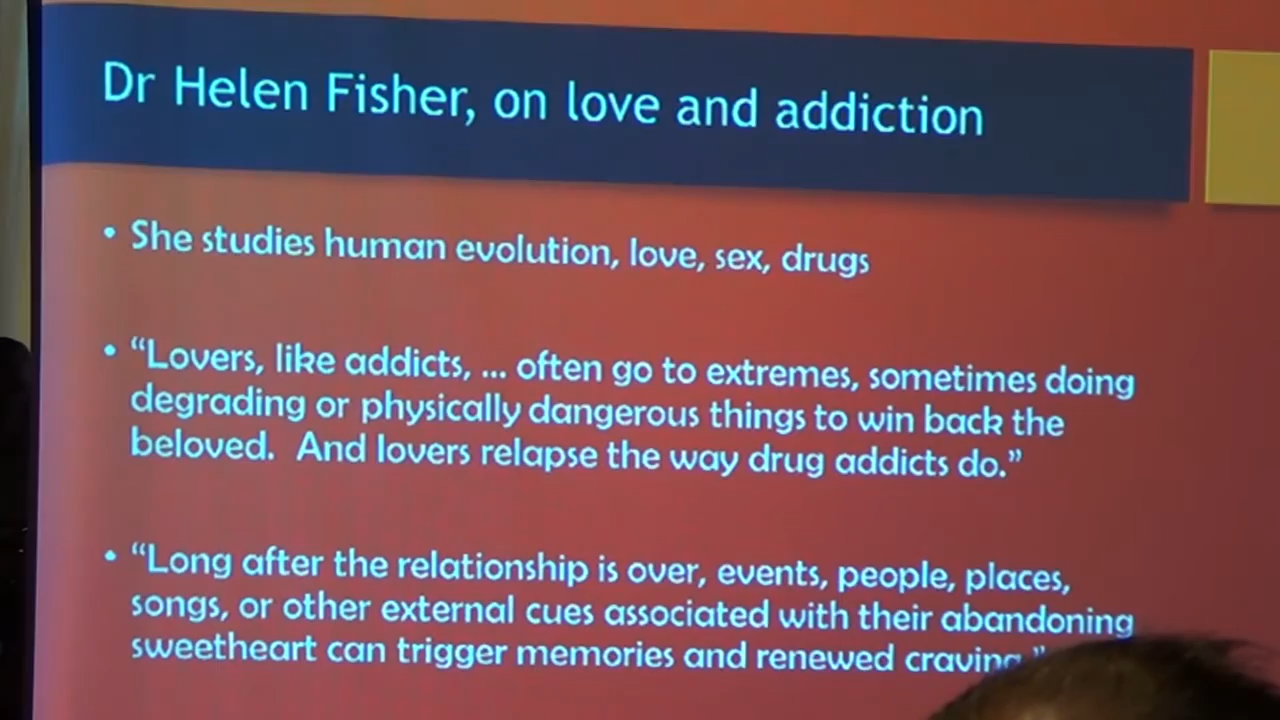 Dr Helen Fisher, on love and addiction
• She studies human evolution, love, sex, drugs
• “Lovers, like addicts, ... often go to extremes, sometimes doing
degrading or physically dangerous things to win back the
beloved.  And lovers relapse the way drug addicts do.”
• “Long after the relationship is over, events, people, places,
songs, or other external cues associated with their abandoning
sweetheart can trigger memories and renewed craving.”